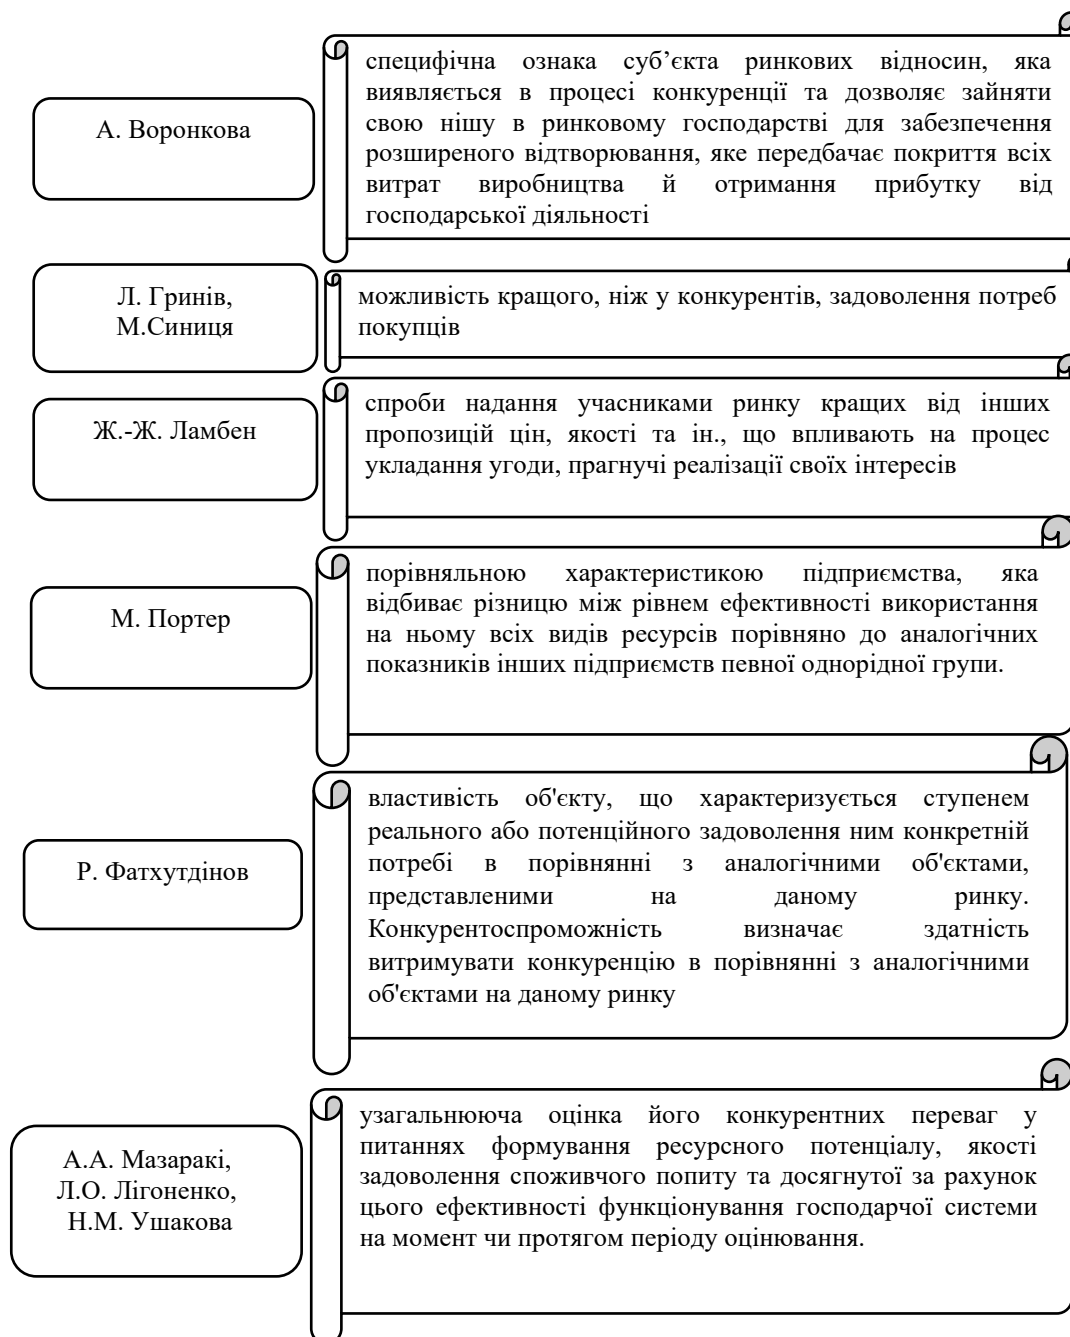 А. Воронкова
специфічна ознака суб’єкта ринкових відносин, яка
виявляється в процесі конкуренції та дозволяє зайняти
свою нішу в ринковому господарстві для забезпечення
розширеного відтворювання, яке передбачає покриття всіх
витрат виробництва й отримання прибутку від
господарської діяльності
Л. Гринів,
М.Синиця
можливість кращого, ніж у конкурентів, задоволення потреб
покупців
Ж.-Ж. Ламбен
спроби надання учасниками ринку кращих від інших
пропозицій цін, якості та ін., що впливають на процес
укладання угоди, прагнучі реалізації своїх інтересів
М. Портер
порівняльною характеристикою підприємства, яка
відбиває різницю між рівнем ефективності використання
на ньому всіх видів ресурсів порівняно до аналогічних
показників інших підприємств певної однорідної групи.
Р. Фатхутдінов
властивість об'єкту, що характеризується ступенем
реального або потенційного задоволення ним конкретній
потребі в порівнянні з аналогічними об'єктами,
представленими на даному ринку.
Конкурентоспроможність визначає здатність
витримувати конкуренцію в порівнянні з аналогічними
об'єктами на даному ринку
А.А. Мазаракі,
Л.О. Лігоненко,
Н.М. Ушакова
узагальнююча оцінка його конкурентних переваг у
питаннях формування ресурсного потенціалу, якості
задоволення споживчого попиту та досягнутої за рахунок
цього ефективності функціонування господарчої системи
на момент чи протягом періоду оцінювання.